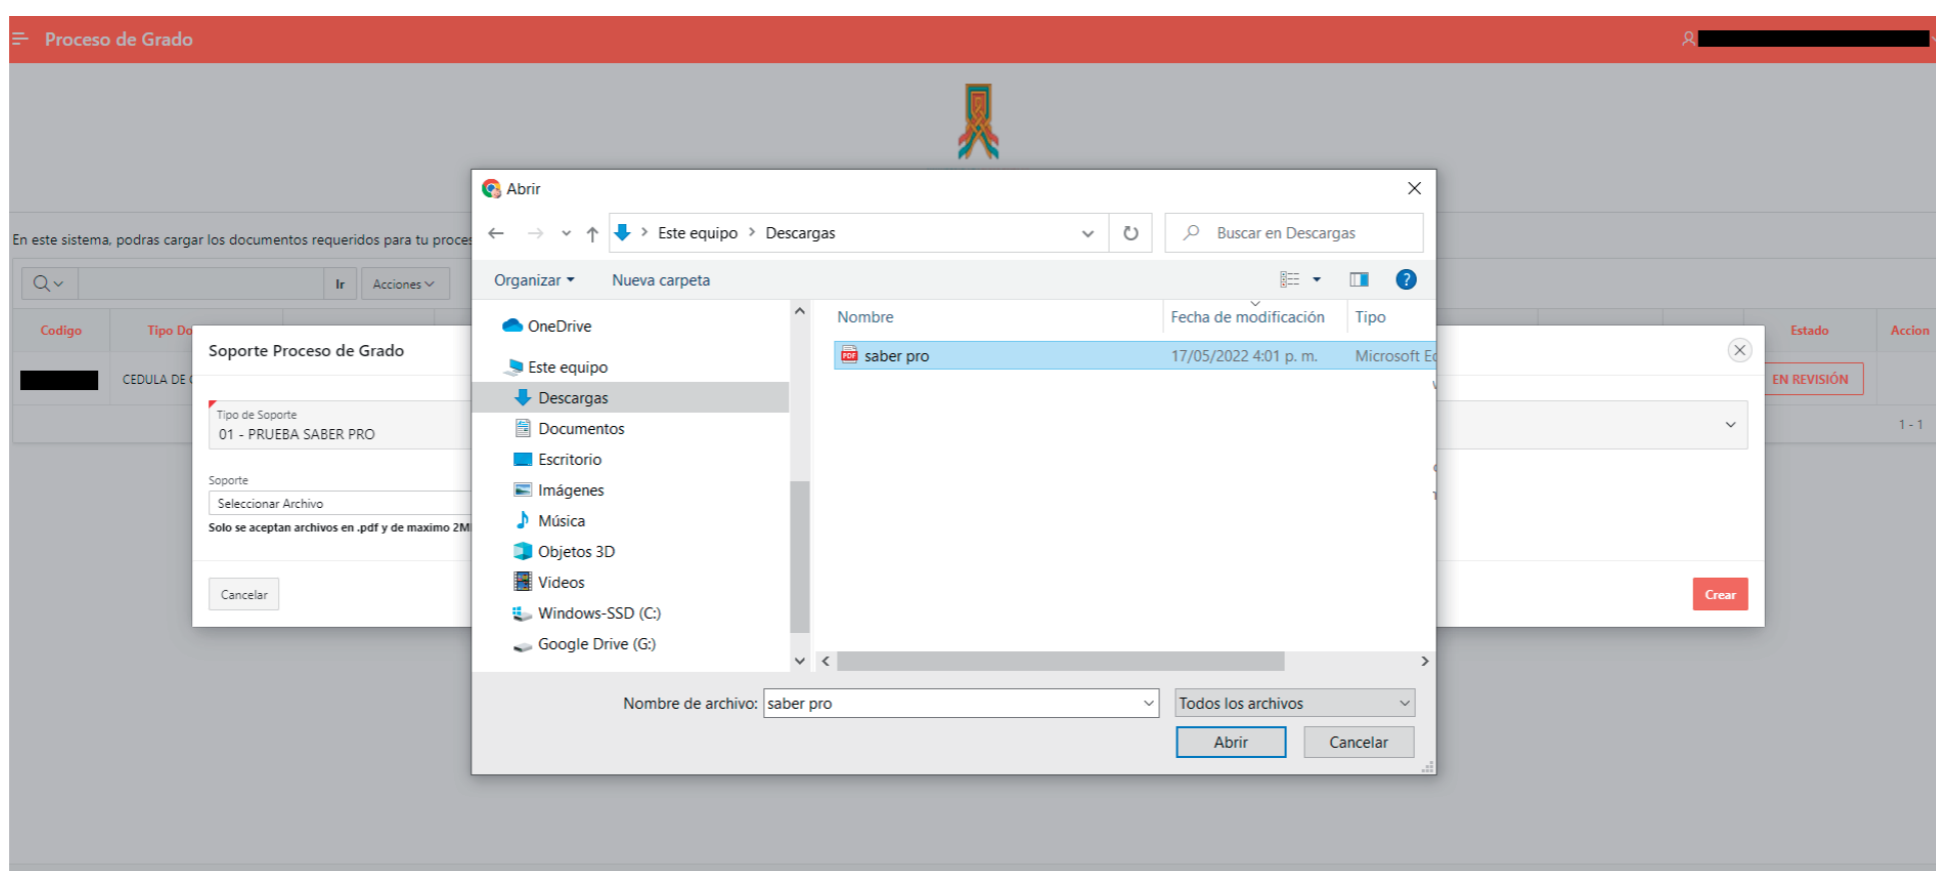 Proceso de Grado
En este sistema, podras cargar los documentos requeridos para tu
Ir
Acciones
Codigo
Tipo
Estado
Accion
CEDULA DE
EN REVISIÓN
1 - 1
Soporte Proceso de Grado
Tipo de Soporte
01 - PRUEBA SABER PRO
Soporte
Seleccionar Archivo
Solo se aceptan archivos en .pdf y de maximo
Cancelar
Crear
Abrir
Este equipo > Descargas
Buscar en Descargas
Organizar
Nueva carpeta
OneDrive
Este equipo
Descargas
Documentos
Escritorio
Imágenes
Música
Objetos 3D
Videos
Windows-SSD (C:)
Google Drive (G:)
Nombre
Fecha de modificación
Tipo
PDF
saber pro
17/05/2022 4:01 p. m.
Microsoft
Nombre de archivo: saber pro
Todos los archivos
Abrir
Cancelar